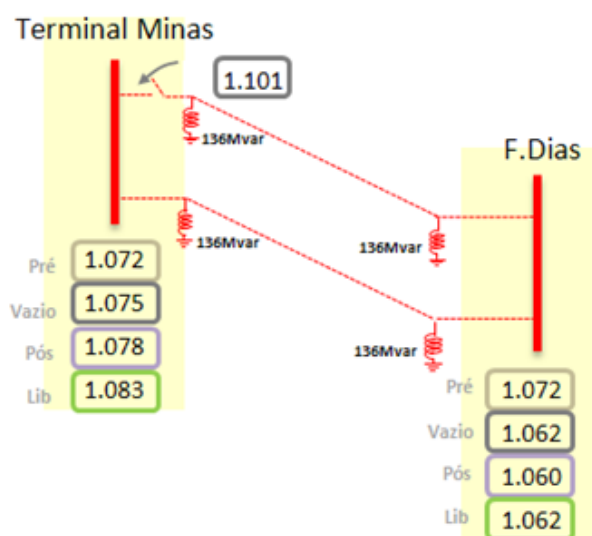 Terminal Minas
1.101
136Mvar
F.Dias
136Mvar
136Mvar
Pré 1.072
Vazio 1.075
Pós 1.078
Lib 1.083
136Mvar
Pré 1.072
Vazio 1.062
Pós 1.060
Lib 1.062